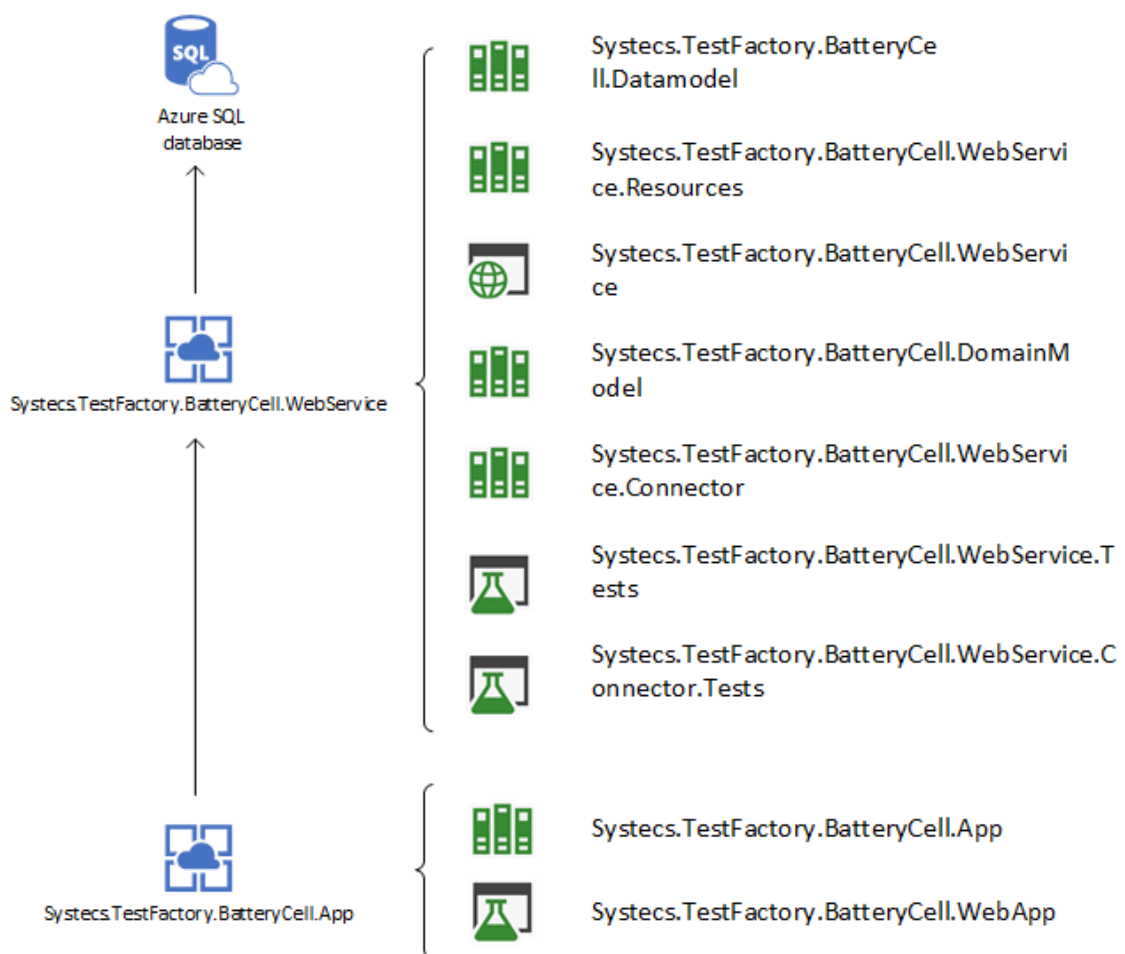 SQL
Azure SQL
database
Systecs.TestFactory.BatteryCell.WebService
Systecs.TestFactory.BatteryCell.App
Systecs.TestFactory.BatteryCe
ll.Datamodel
Systecs.TestFactory.BatteryCell.WebServi
ce.Resources
Systecs.TestFactory.BatteryCell.WebServi
ce
Systecs.TestFactory.BatteryCell.DomainM
odel
Systecs.TestFactory.BatteryCell.WebServi
ce.Connector
Systecs.TestFactory.BatteryCell.WebService.T
ests
Systecs.TestFactory.BatteryCell.WebService.C
onnector.Tests
Systecs.TestFactory.BatteryCell.App
Systecs.TestFactory.BatteryCell.WebApp